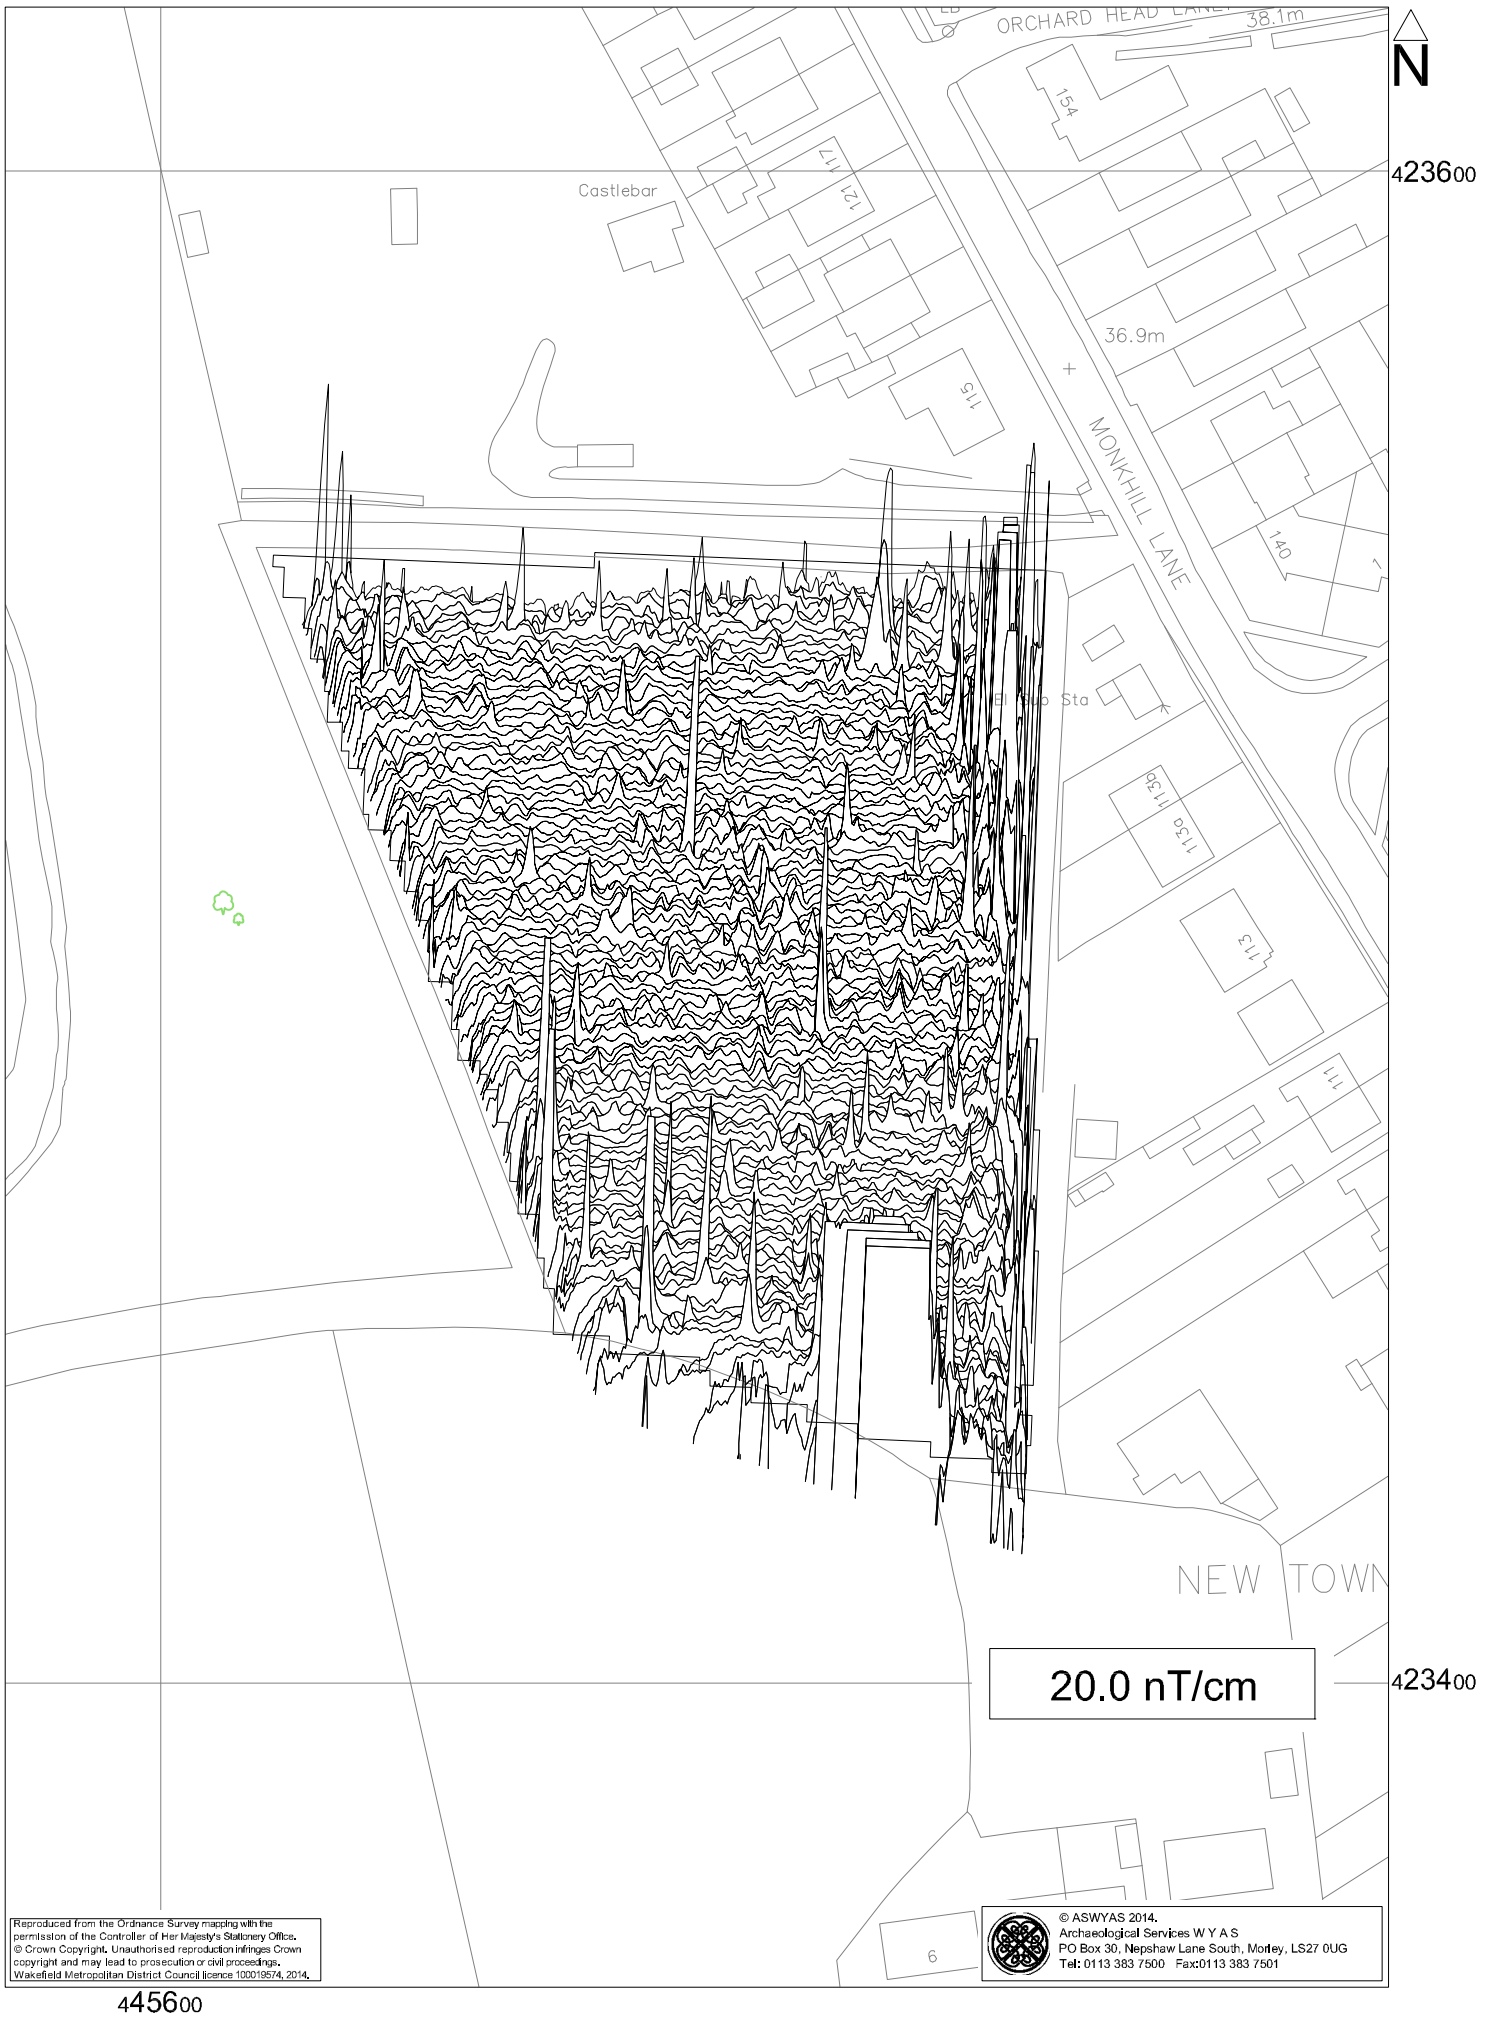 ORCHARD HEAD LANE
38.1m
N
154
423600
Castlebar
121 117
36.9m
115
MONKHILL LANE
140
El Sub Sta
113a 113b
113
111
NEW TOWN
20.0 nT/cm
423400
6
Reproduced from the Ordnance Survey mapping with the
permission of the Controller of Her Majesty's Stationery Office.
© Crown Copyright. Unauthorised reproduction infringes Crown
copyright and may lead to prosecution or civil proceedings.
Wakefield Metropolitan District Council licence 100019574, 2014.
© ASWYAS 2014.
Archaeological Services W Y A S
PO Box 30, Nepshaw Lane South, Morley, LS27 0UG
Tel: 0113 383 7500 Fax:0113 383 7501
445600